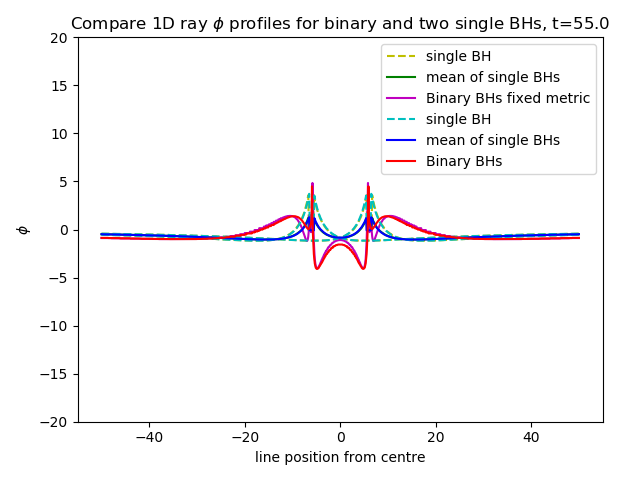 Compare 1D ray ϕ profiles for binary and two single BHs, t=55.0
20
15
10
5
0
−5
−10
−15
−20
ϕ
single BH
mean of single BHs
Binary BHs fixed metric
single BH
mean of single BHs
Binary BHs
−40
−20
0
20
40
line position from centre